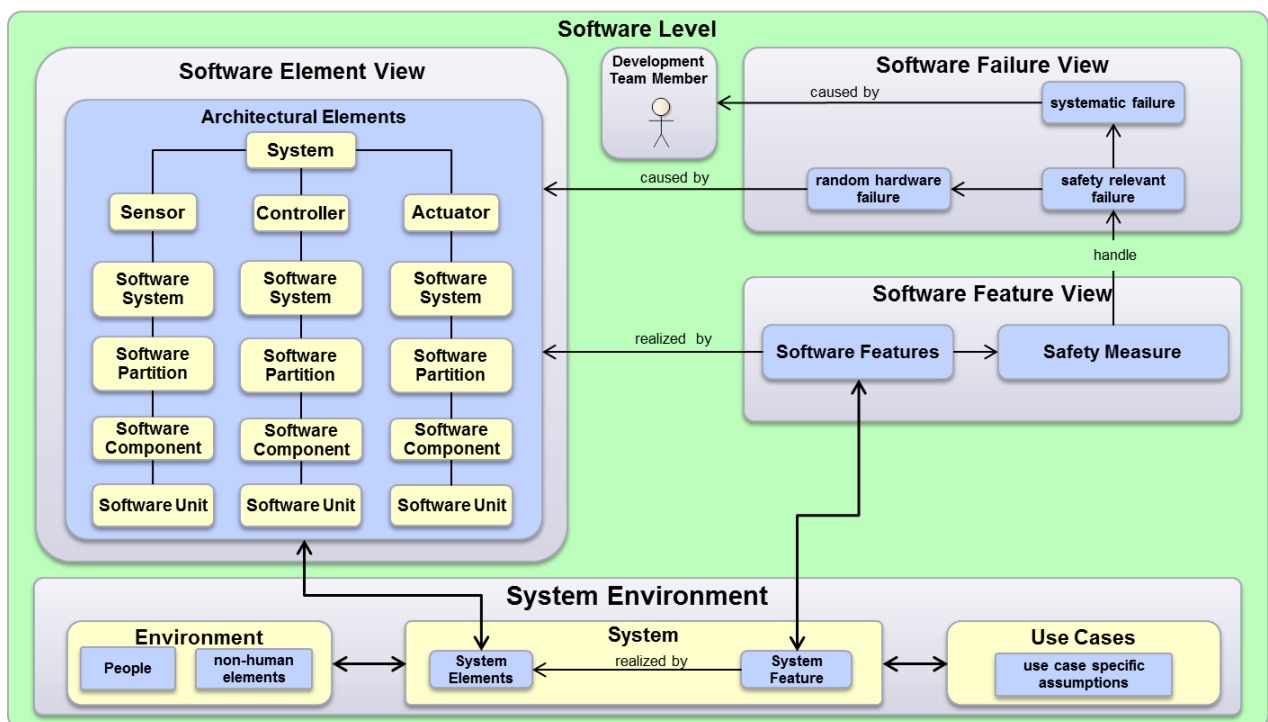 Software Level
Software Element View
Architectural Elements
System
Sensor
Controller
Actuator
Software
System
Software
System
Software
System
Software
Partition
Software
Partition
Software
Partition
Software
Component
Software
Component
Software
Component
Software Unit
Software Unit
Software Unit
Development
Team Member
Software Failure View
caused by
systematic failure
caused by
random hardware
failure
safety relevant
failure
handle
Software Feature View
realized by
Software Features
Safety Measure
System Environment
Environment
People
non-human
elements
System
System
Elements
realized by
System
Feature
Use Cases
use case specific
assumptions